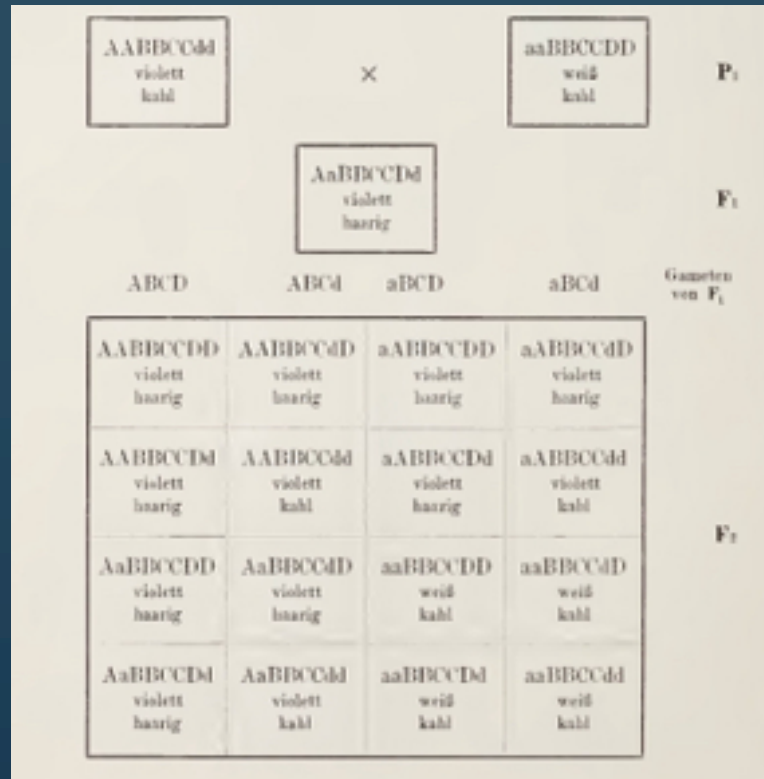 AABBCCdd
violett
kahl
×
aaBBCCDD
weiß
kahl
P₁
AaBBCCDd
violett
haarig
F₁
ABCD ABCd aBCD aBCd Gameten
von F₁
AABBCCDD AABBCCdD aABBCCDD aABBCCdD
violett violett violett violett
haarig haarig haarig haarig
AABBCCDd AABBCCdd aABBCCDd aABBCCdd
violett violett violett violett
haarig kahl haarig kahl
F₂
AaBBCCDD AaBBCCdD aaBBCCDD aaBBCCdD
violett violett weiß weiß
haarig haarig kahl kahl
AaBBCCDd AaBBCCdd aaBBCCDd aaBBCCdd
violett violett weiß weiß
haarig kahl kahl kahl